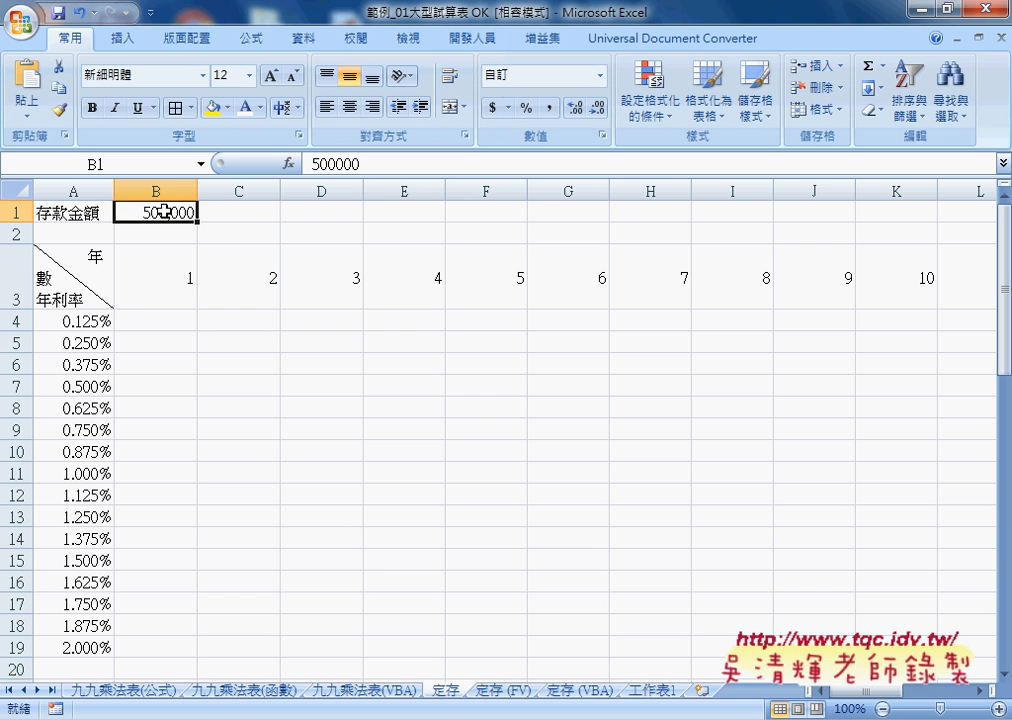 範例_01大型試算表 OK [相容模式] - Microsoft Excel
常用 插入 版面配置 公式 資料 校閱 檢視 開發人員 增益集 Universal Document Converter
貼上 新細明體 12 自訂 設定格式化的條件 格式化為表格 儲存格樣式 插入 刪除 格式 排序與篩選 尋找與選取
剪貼簿 字型 對齊方式 數值 樣式 儲存格 編輯
B1 fx 500000
A B C D E F G H I J K L
1 存款金額 500000
2
年
數 1 2 3 4 5 6 7 8 9 10
3 年利率
4 0.125%
5 0.250%
6 0.375%
7 0.500%
8 0.625%
9 0.750%
10 0.875%
11 1.000%
12 1.125%
13 1.250%
14 1.375%
15 1.500%
16 1.625%
17 1.750%
18 1.875%
19 2.000%
20
http://www.tqc.idv.tw/
吳清輝老師錄製
九九乘法表(公式) 九九乘法表(函數) 九九乘法表(VBA) 定存 定存 (FV) 定存 (VBA) 工作表1
就緒 100%